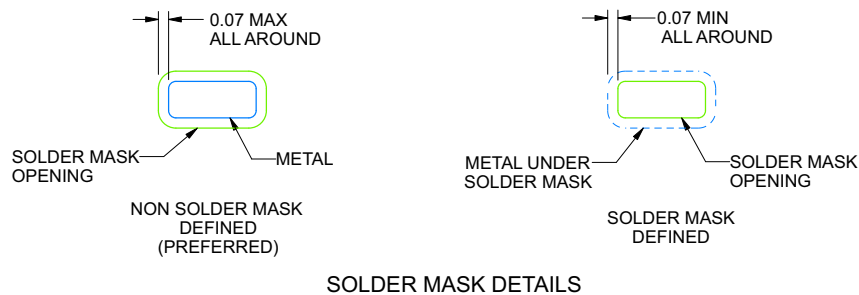 0.07 MAX
ALL AROUND
SOLDER MASK
OPENING
METAL
NON SOLDER MASK
DEFINED
(PREFERRED)
0.07 MIN
ALL AROUND
METAL UNDER
SOLDER MASK
SOLDER MASK
OPENING
SOLDER MASK
DEFINED
SOLDER MASK DETAILS